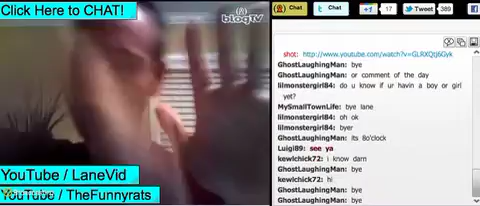 Click Here to CHAT!
blogTV
YouTube / LaneVid
YouTube / TheFunnyrats
Chat
Chat
+1
17
Tweet
389
shot: http://www.youtube.com/watch?v=GLRXQtj6Gyk
GhostLaughingMan: bye
GhostLaughingMan: or comment of the day
lilmonstergirl84: do u know if ur havin a boy or girl
yet?
MySmallTownLife: bye lane
lilmonstergirl84: oh ok
lilmonstergirl84: byer
GhostLaughingMan: Its 8o'clock
Luigi89: see ya
kewlchick72: i know darn
GhostLaughingMan: bye
kewlchick72: hi
GhostLaughingMan: bye
GhostLaughingMan: bye